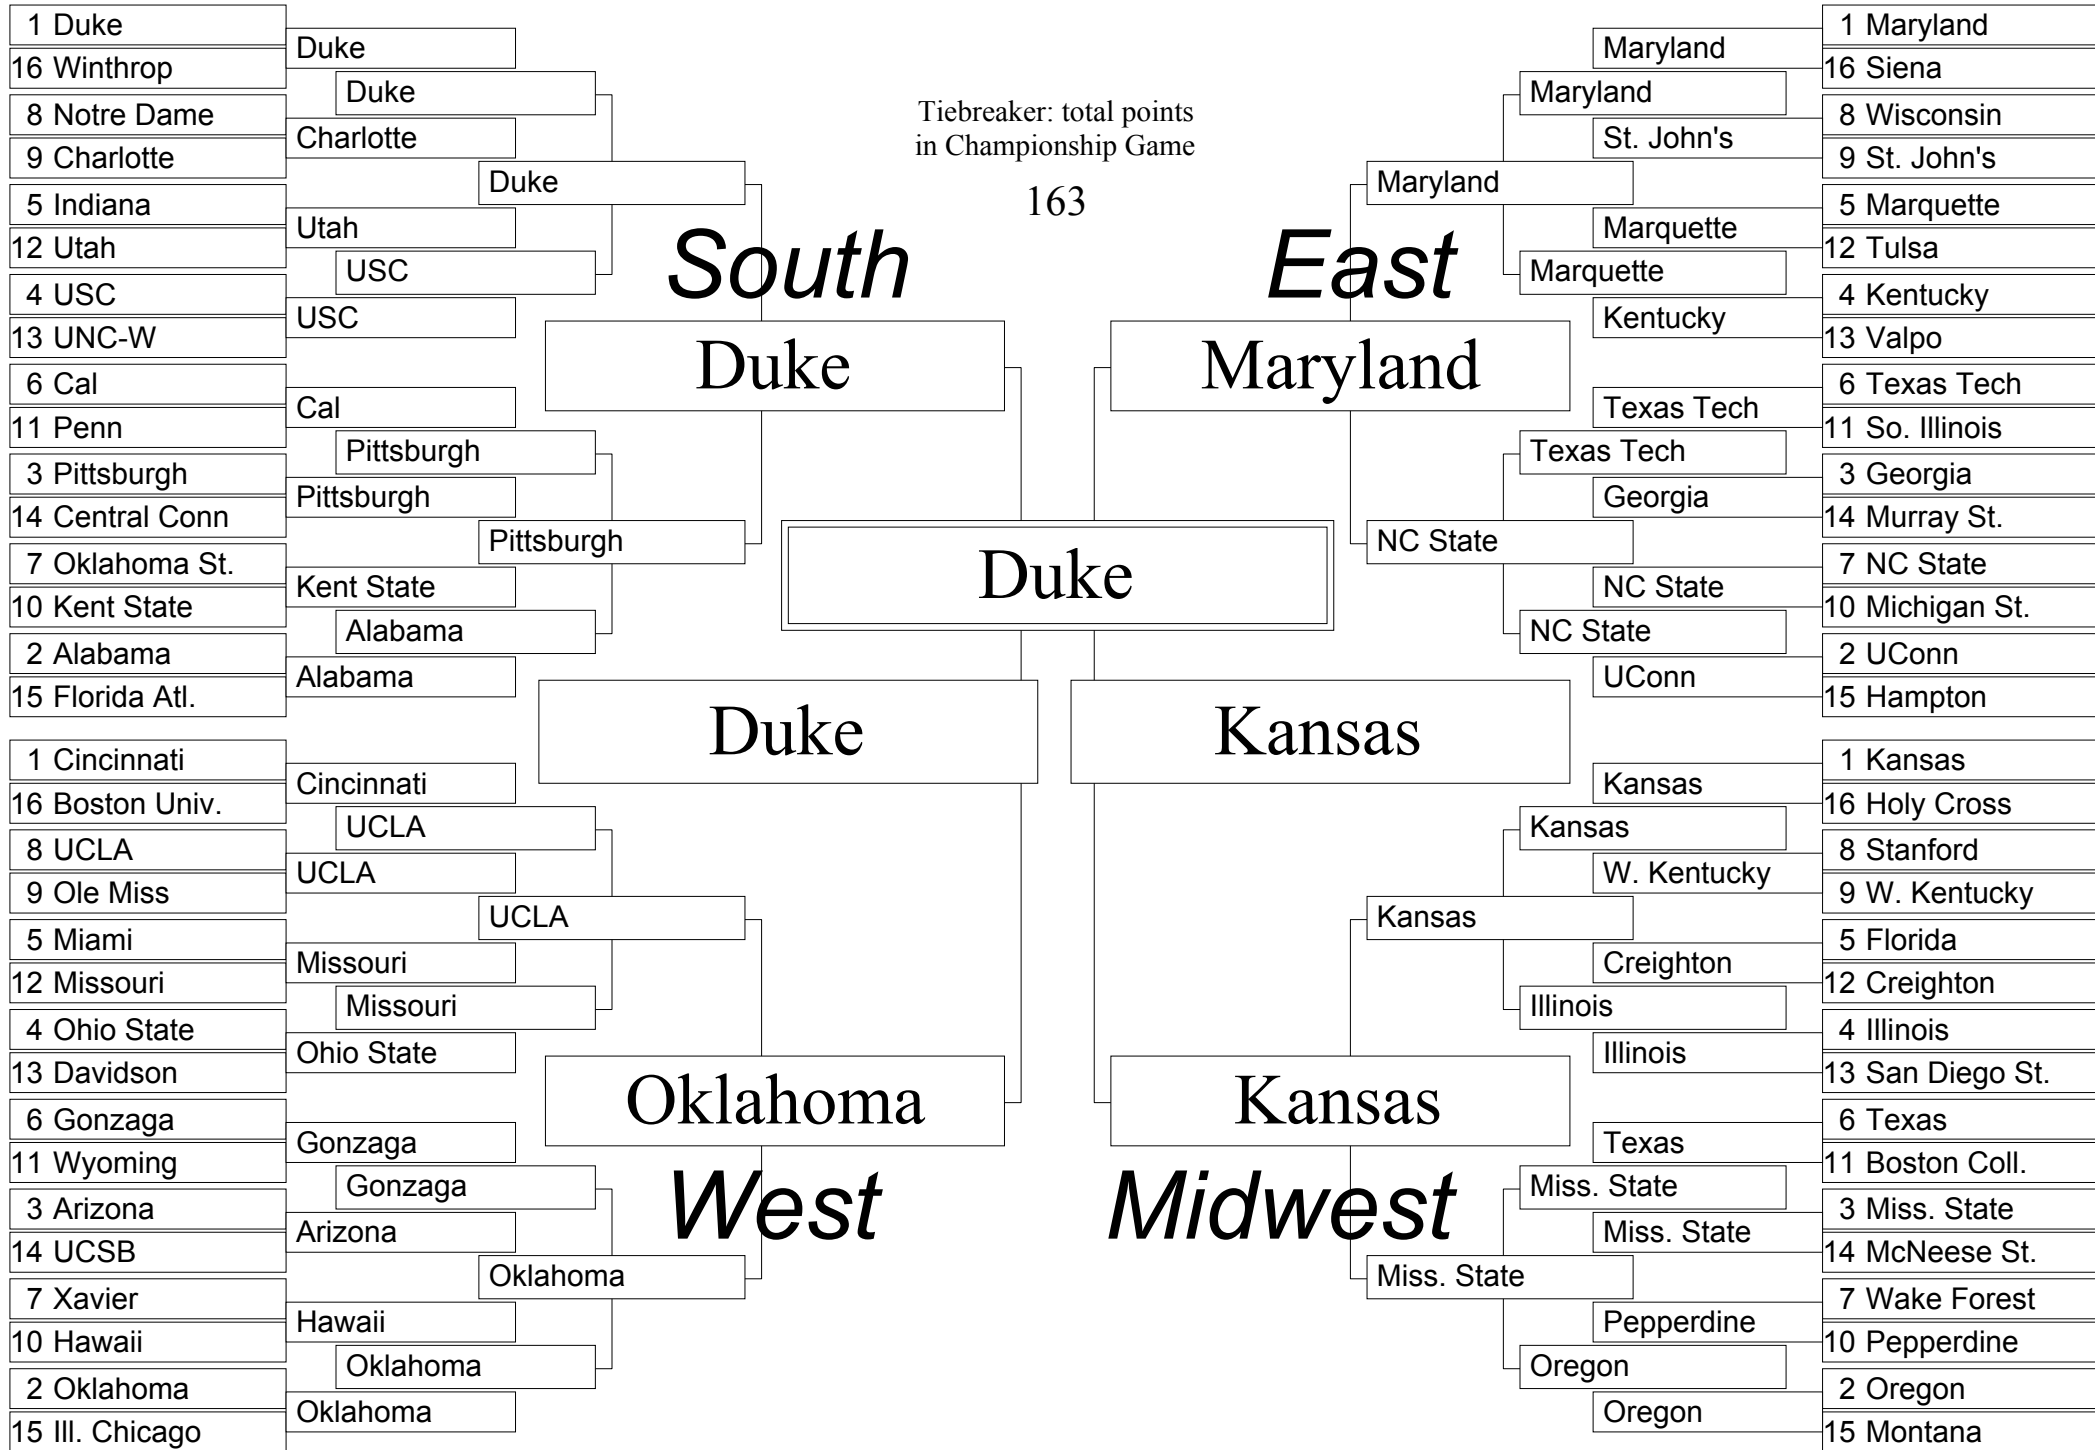 1 Duke
16 Winthrop
8 Notre Dame
9 Charlotte
5 Indiana
12 Utah
4 USC
13 UNC-W
6 Cal
11 Penn
3 Pittsburgh
14 Central Conn
7 Oklahoma St.
10 Kent State
2 Alabama
15 Florida Atl.
Duke
Charlotte
Utah
USC
Cal
Pittsburgh
Kent State
Alabama
Duke
USC
Pittsburgh
Alabama
Duke
Pittsburgh
South
Duke
1 Cincinnati
16 Boston Univ.
8 UCLA
9 Ole Miss
5 Miami
12 Missouri
4 Ohio State
13 Davidson
6 Gonzaga
11 Wyoming
3 Arizona
14 UCSB
7 Xavier
10 Hawaii
2 Oklahoma
15 Ill. Chicago
Cincinnati
UCLA
Missouri
Ohio State
Gonzaga
Arizona
Hawaii
Oklahoma
UCLA
Missouri
Gonzaga
Oklahoma
UCLA
Oklahoma
Oklahoma
West
Tiebreaker: total points
in Championship Game
163
Duke
Duke
Kansas
East
Maryland
Maryland
NC State
Maryland
Marquette
Texas Tech
NC State
Maryland
St. John's
Marquette
Kentucky
Texas Tech
Georgia
NC State
UConn
1 Maryland
16 Siena
8 Wisconsin
9 St. John's
5 Marquette
12 Tulsa
4 Kentucky
13 Valpo
6 Texas Tech
11 So. Illinois
3 Georgia
14 Murray St.
7 NC State
10 Michigan St.
2 UConn
15 Hampton
Kansas
Midwest
Kansas
Miss. State
Kansas
Illinois
Miss. State
Oregon
Kansas
W. Kentucky
Creighton
Illinois
Texas
Miss. State
Pepperdine
Oregon
1 Kansas
16 Holy Cross
8 Stanford
9 W. Kentucky
5 Florida
12 Creighton
4 Illinois
13 San Diego St.
6 Texas
11 Boston Coll.
3 Miss. State
14 McNeese St.
7 Wake Forest
10 Pepperdine
2 Oregon
15 Montana